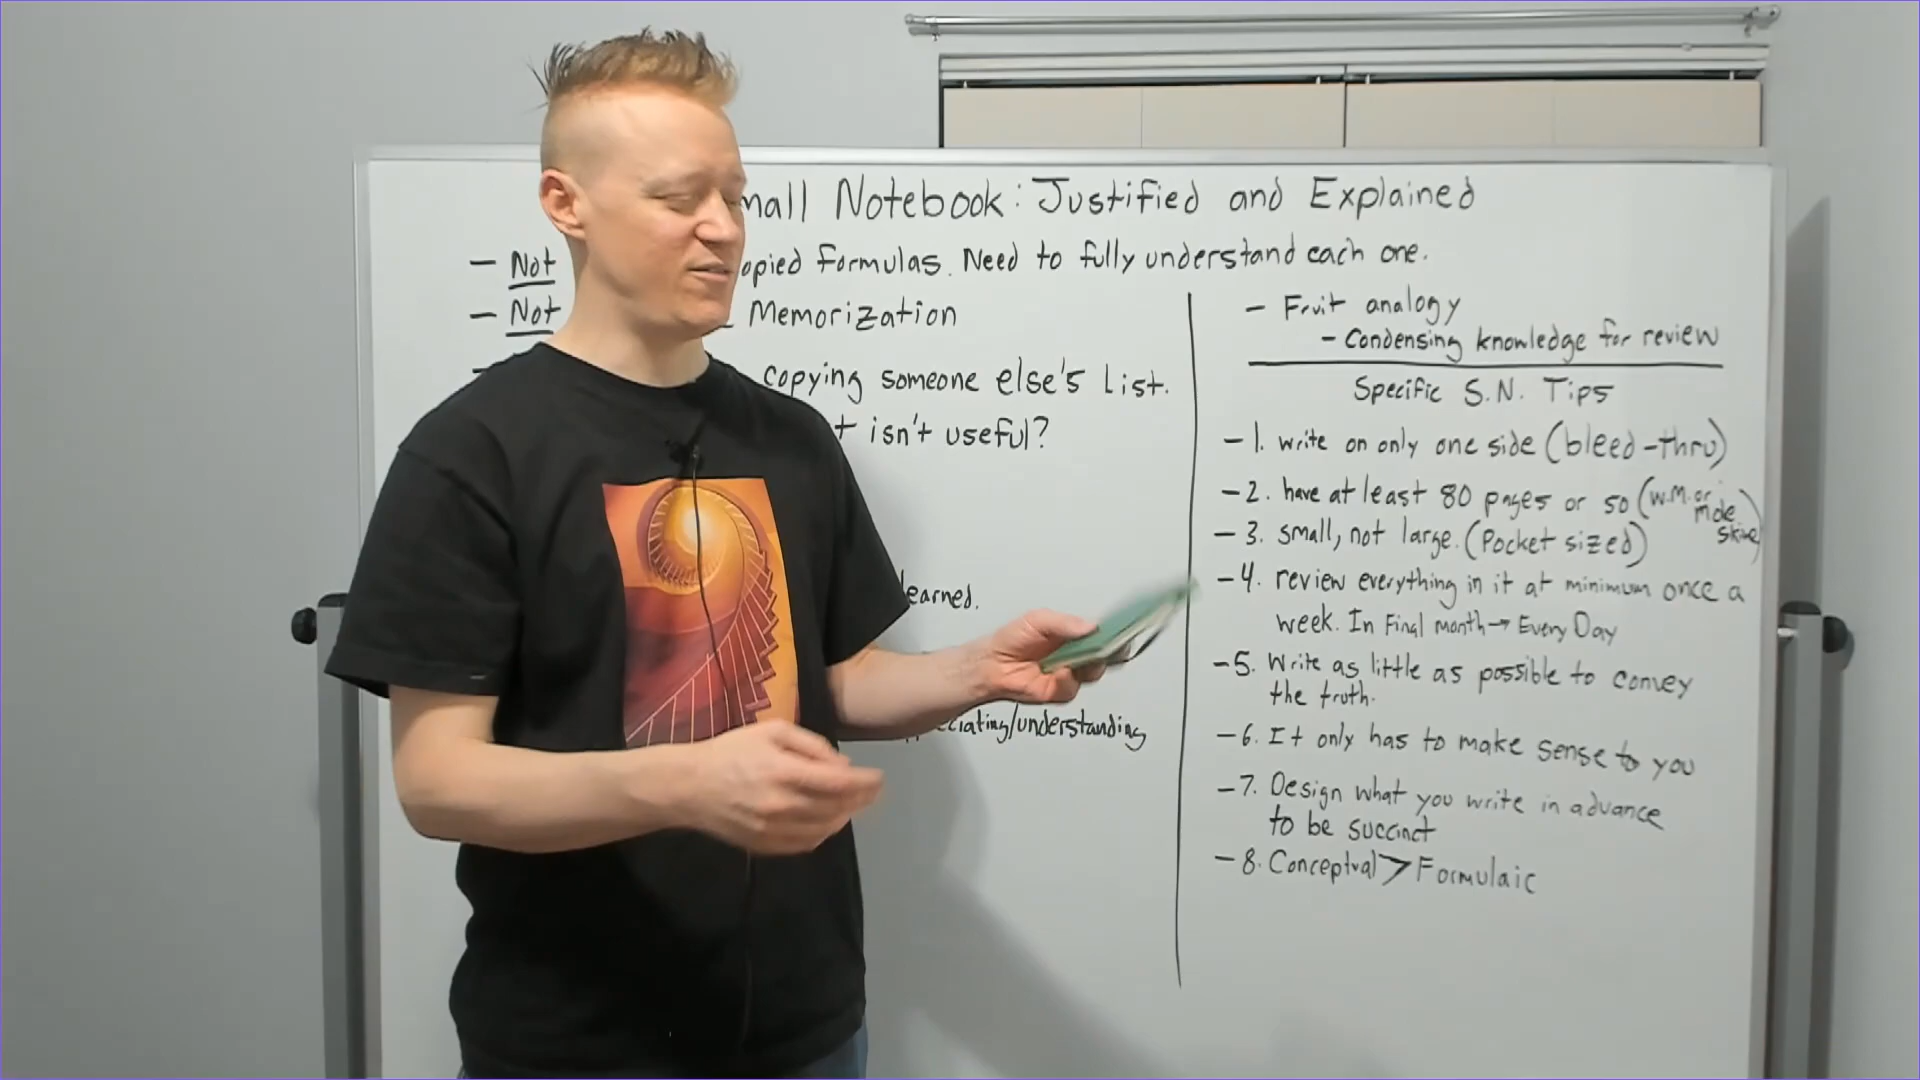 mall Notebook: Justified and Explained
- Not opied formulas. Need to fully understand each one.
- Not Memorization
copying someone else's list.
t isn't useful?
earned.
ciating/understanding
- Fruit analogy
- Condensing knowledge for review
Specific S.N. Tips
- 1. write on only one side (bleed-thru)
- 2. have at least 80 pages or so (W.M. or moleskine)
- 3. small, not large. (Pocket sized)
- 4. review everything in it at minimum once a
week. In Final month → Every Day
- 5. Write as little as possible to convey
the truth.
- 6. It only has to make sense to you
- 7. Design what you write in advance
to be succinct
- 8. Conceptual > Formulaic